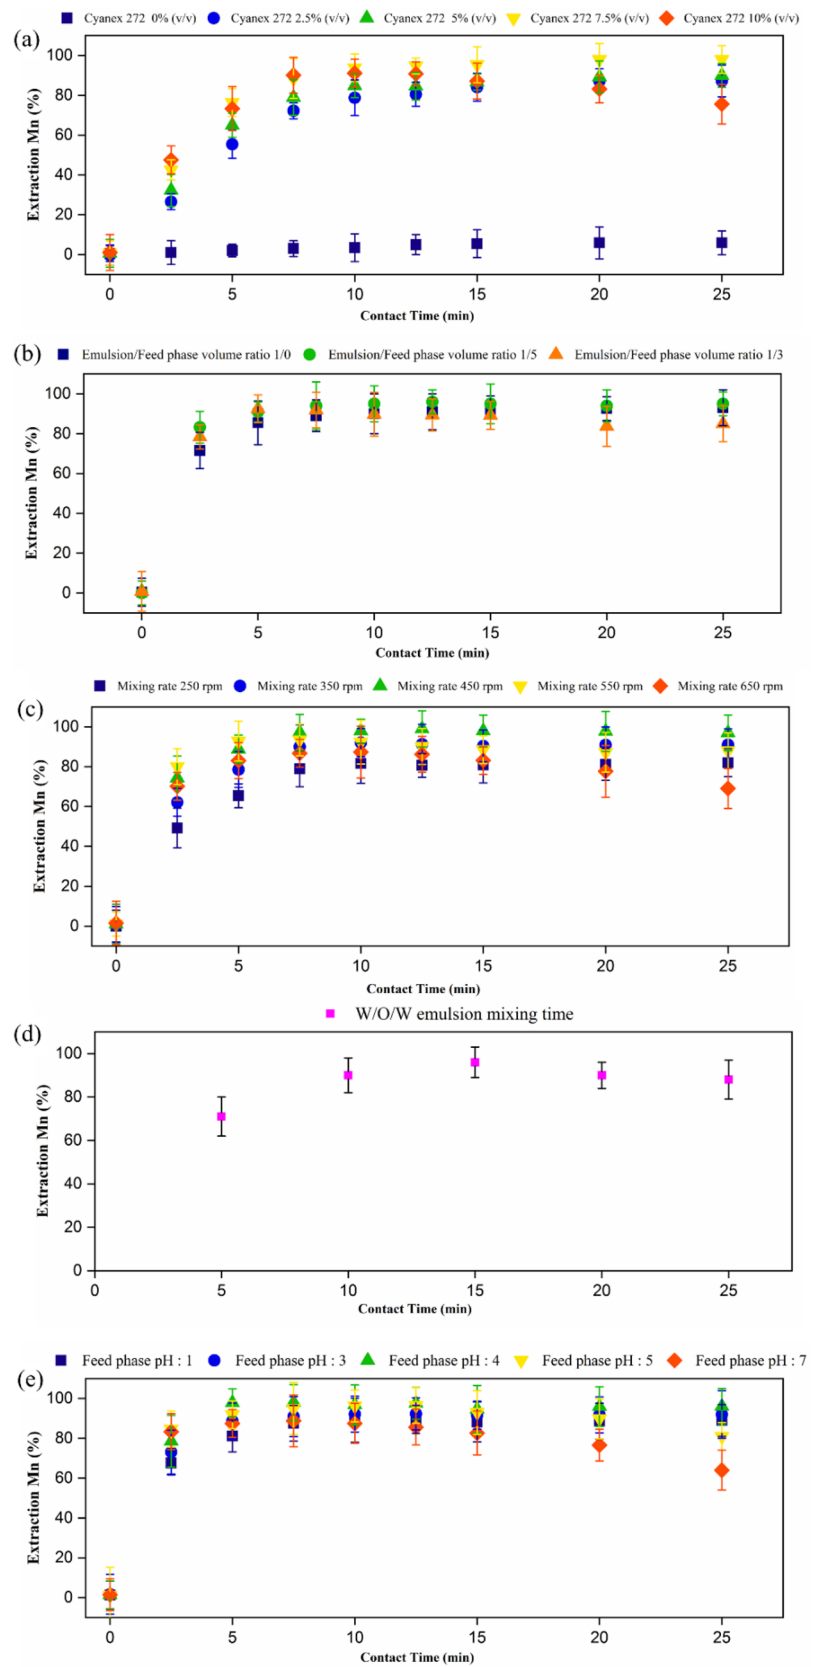 Cyanex 272 0% (v/v) Cyanex 272 2.5% (v/v) Cyanex 272 5% (v/v) Cyanex 272 7.5% (v/v) Cyanex 272 10% (v/v)
(a)
100
80
60
40
20
0
Extraction Mn (%)
0 5 10 15 20 25
Contact Time (min)
(b)
Emulsion/Feed phase volume ratio 1/0 Emulsion/Feed phase volume ratio 1/5 Emulsion/Feed phase volume ratio 1/3
100
80
60
40
20
0
Extraction Mn (%)
0 5 10 15 20 25
Contact Time (min)
Mixing rate 250 rpm Mixing rate 350 rpm Mixing rate 450 rpm Mixing rate 550 rpm Mixing rate 650 rpm
(c)
100
80
60
40
20
0
Extraction Mn (%)
0 5 10 15 20 25
Contact Time (min)
W/O/W emulsion mixing time
(d)
100
80
60
40
20
0
Extraction Mn (%)
0 5 10 15 20 25
Contact Time (min)
Feed phase pH : 1 Feed phase pH : 3 Feed phase pH : 4 Feed phase pH : 5 Feed phase pH : 7
(e)
100
80
60
40
20
0
Extraction Mn (%)
0 5 10 15 20 25
Contact Time (min)